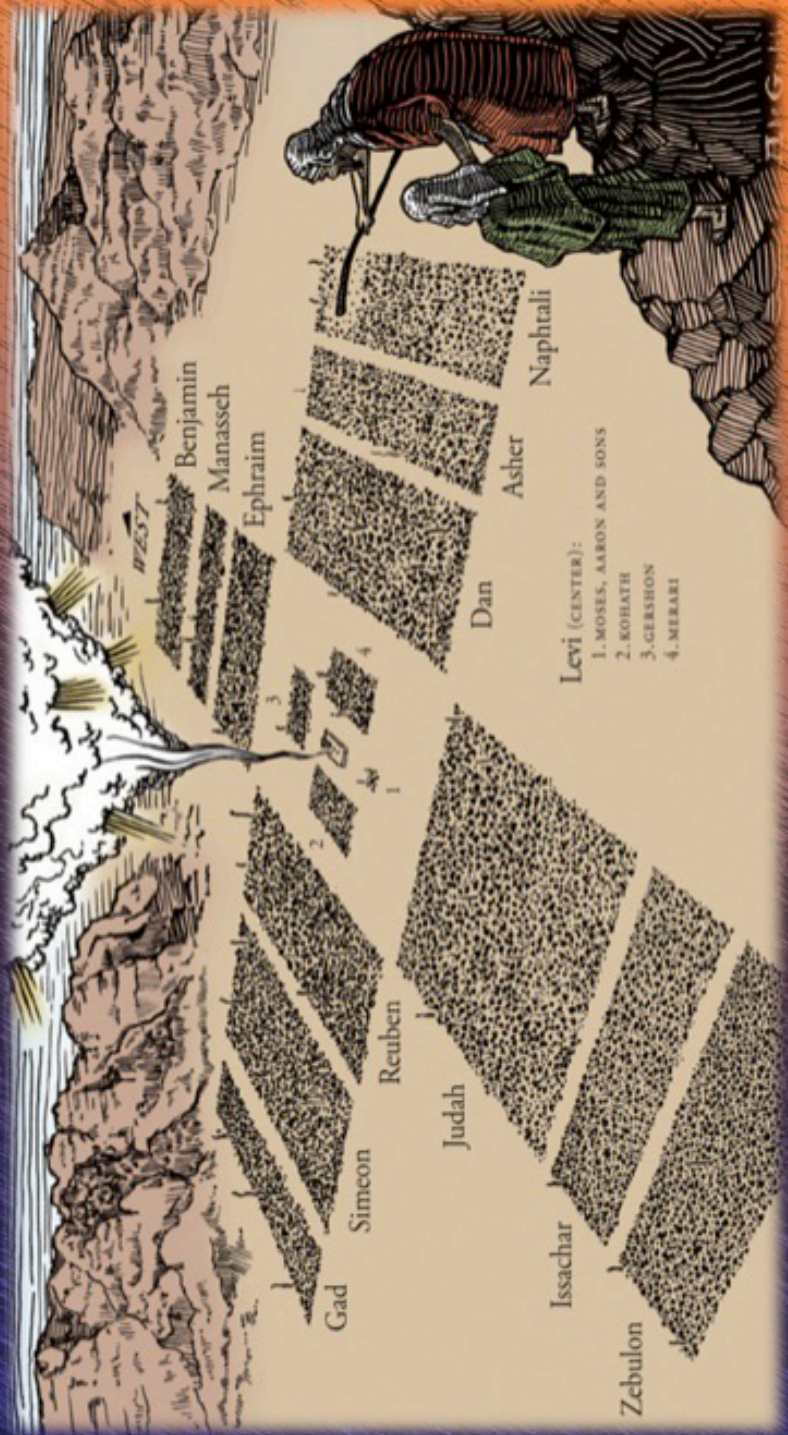 WEST
Benjamin
Manasseh
Ephraim
Gad
Simeon
Reuben
Judah
Issachar
Zebulon
Dan
Asher
Naphtali
Levi (CENTER):
1. MOSES, AARON AND SONS
2. KOHATH
3. GERSHON
4. MERARI
2
3
1
4